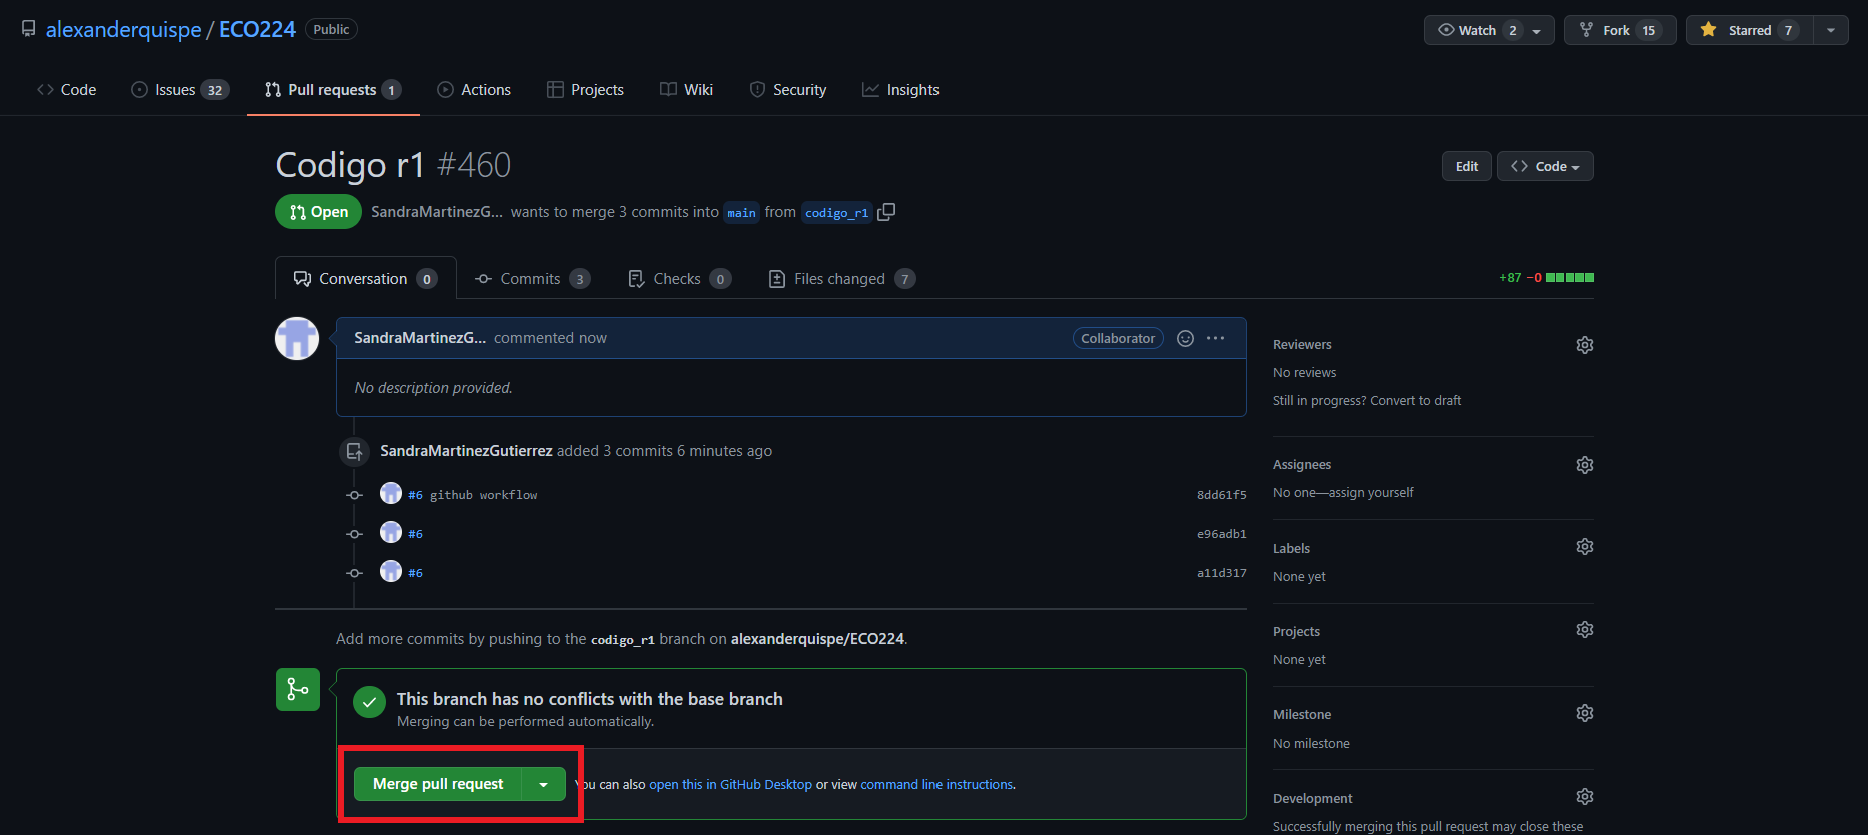 alexanderquispe / ECO224 Public
Watch 2
Fork 15
Starred 7
Code
Issues 32
Pull requests 1
Actions
Projects
Wiki
Security
Insights
Codigo r1 #460
Edit
Code
Open
SandraMartinezG... wants to merge 3 commits into main from codigo_r1
Conversation 0
Commits 3
Checks 0
Files changed 7
+87 −0
SandraMartinezG... commented now
Collaborator
No description provided.
SandraMartinezGutierrez added 3 commits 6 minutes ago
#6 github workflow
8dd61f5
#6
e96adb1
#6
a11d317
Add more commits by pushing to the codigo_r1 branch on alexanderquispe/ECO224.
This branch has no conflicts with the base branch
Merging can be performed automatically.
Merge pull request
You can also open this in GitHub Desktop or view command line instructions.
Reviewers
No reviews
Still in progress? Convert to draft
Assignees
No one—assign yourself
Labels
None yet
Projects
None yet
Milestone
No milestone
Development
Successfully merging this pull request may close these